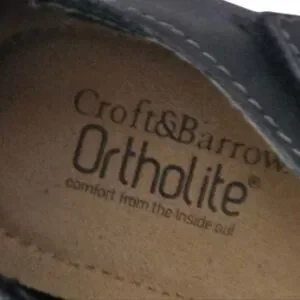 Croft&Barrow
Ortholite®
comfort from the inside out